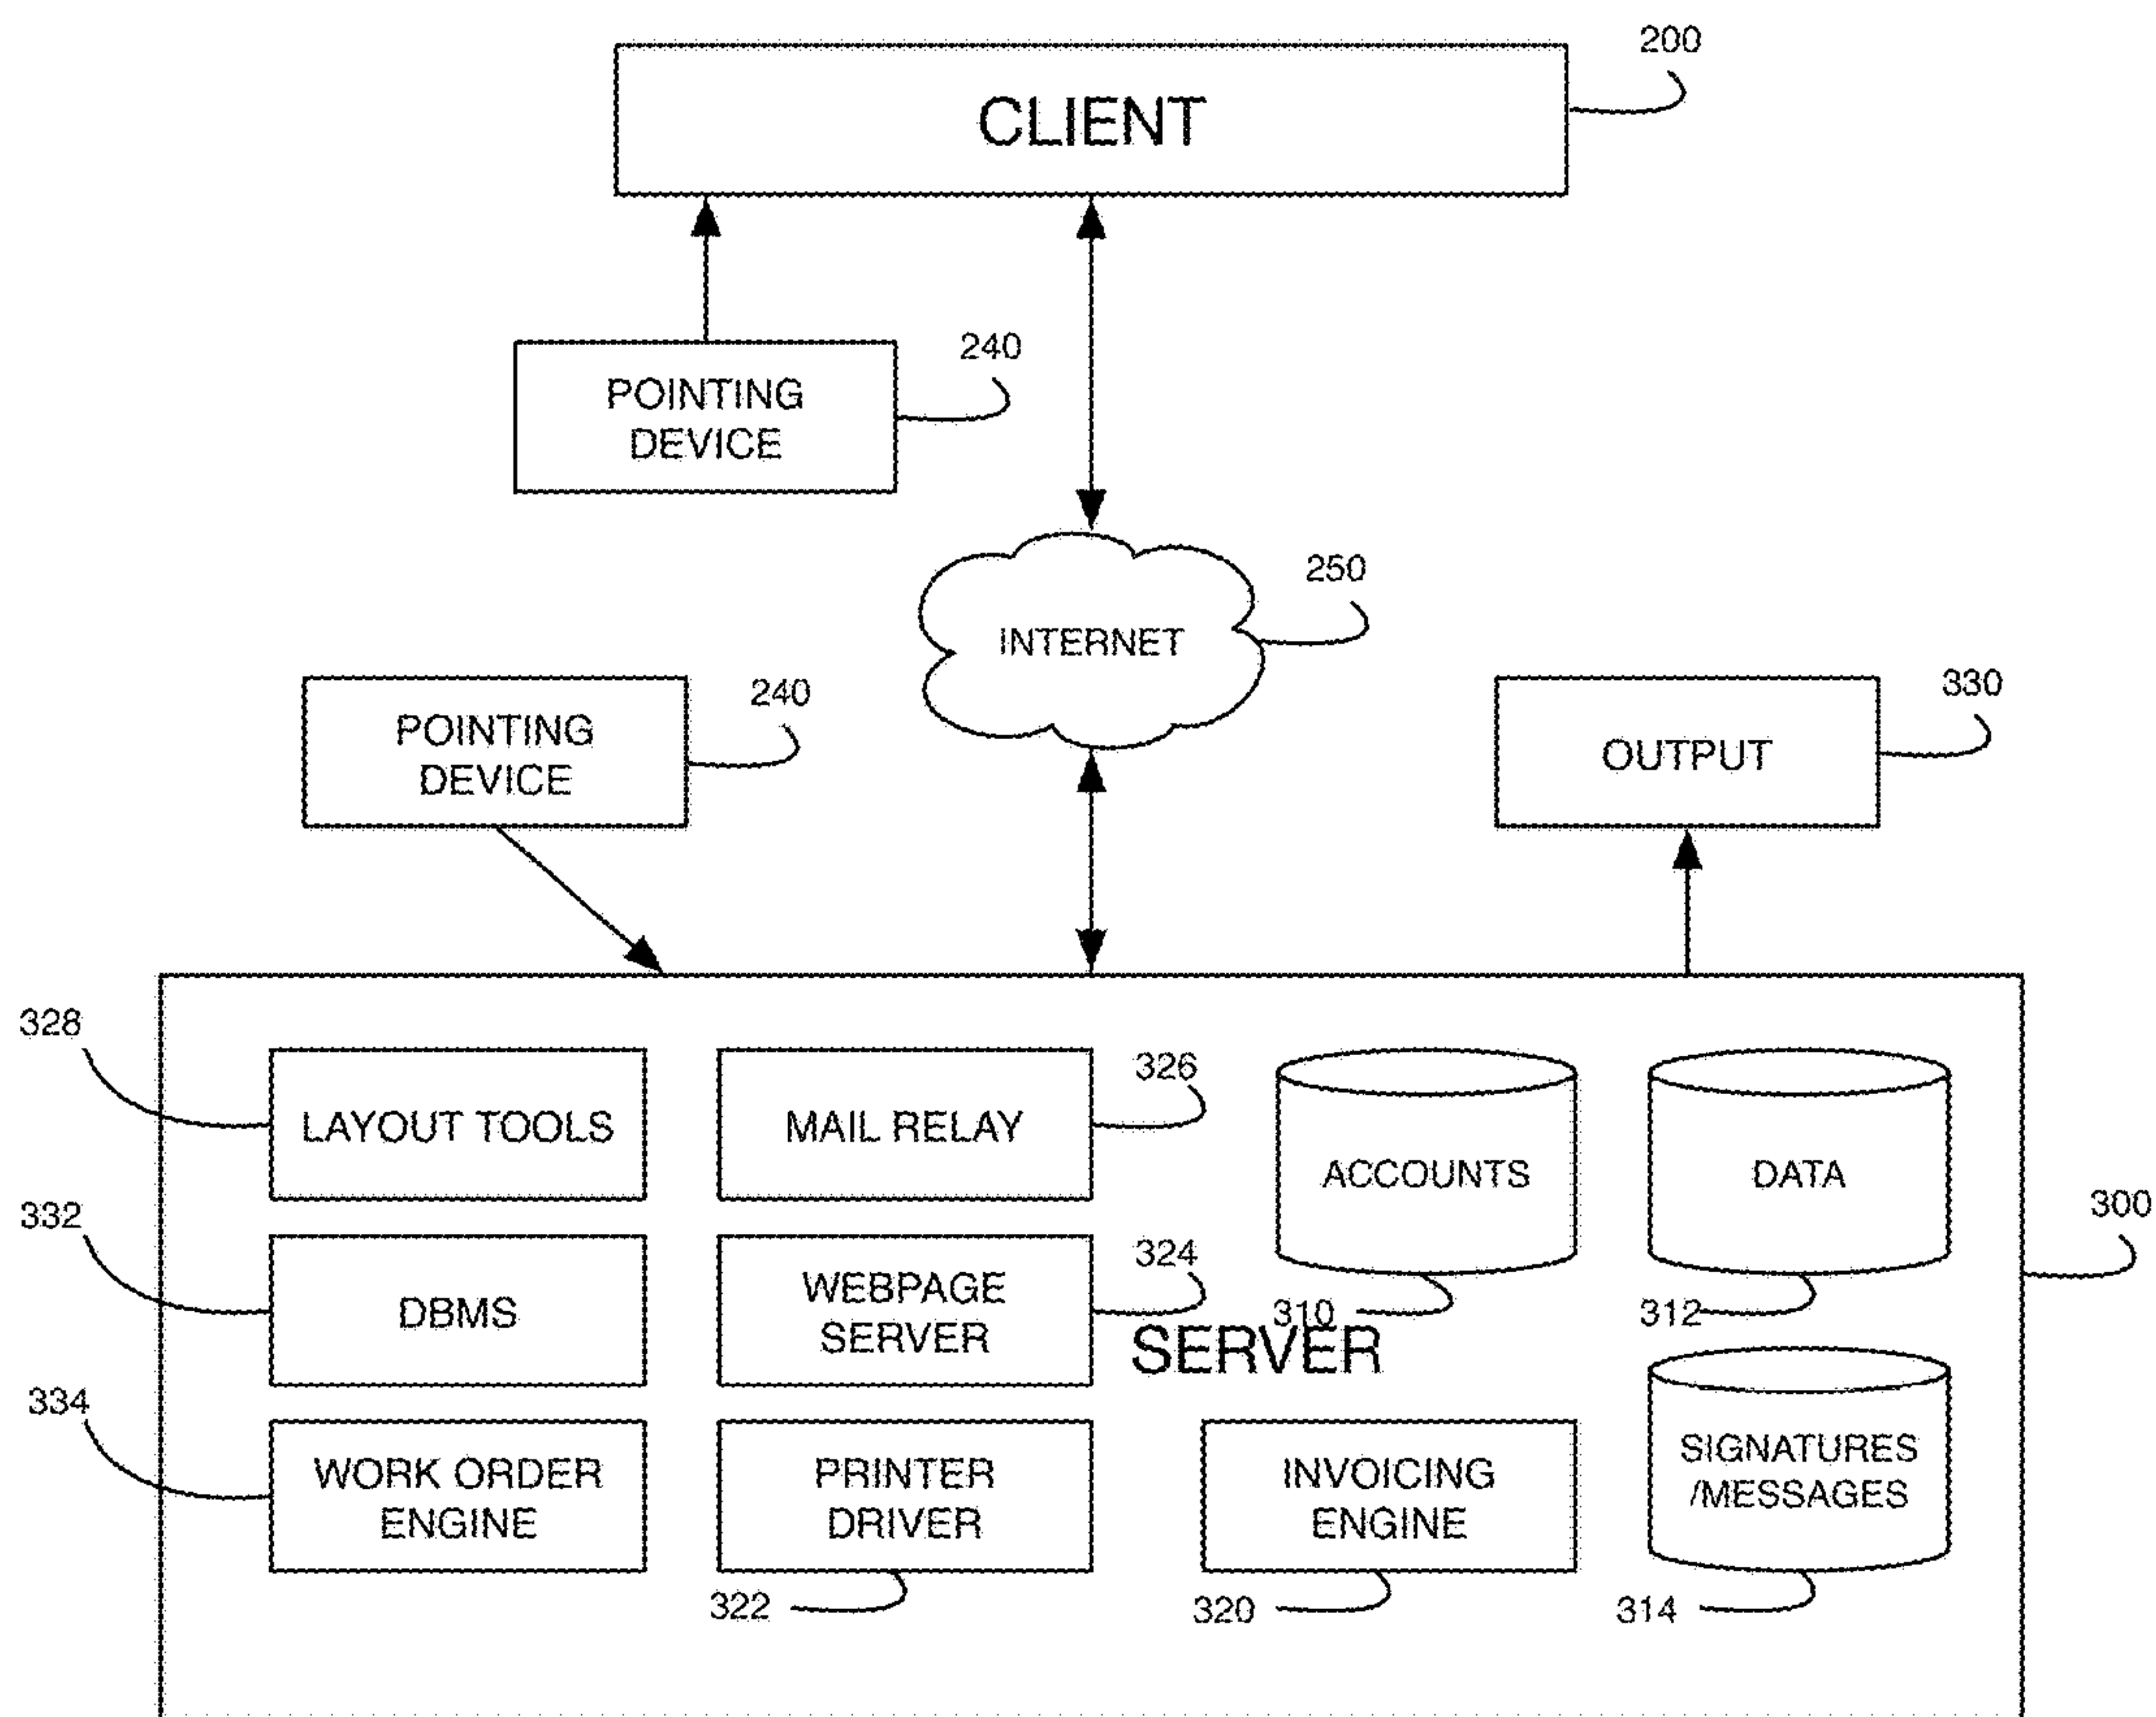 200
CLIENT
240
POINTING
DEVICE
250
INTERNET
240
POINTING
DEVICE
330
OUTPUT
328
LAYOUT TOOLS
326
MAIL RELAY
ACCOUNTS
DATA
300
332
DBMS
324
WEBPAGE
SERVER
310
312
SERVER
334
WORK ORDER
ENGINE
PRINTER
DRIVER
INVOICING
ENGINE
SIGNATURES
/MESSAGES
322
320
314